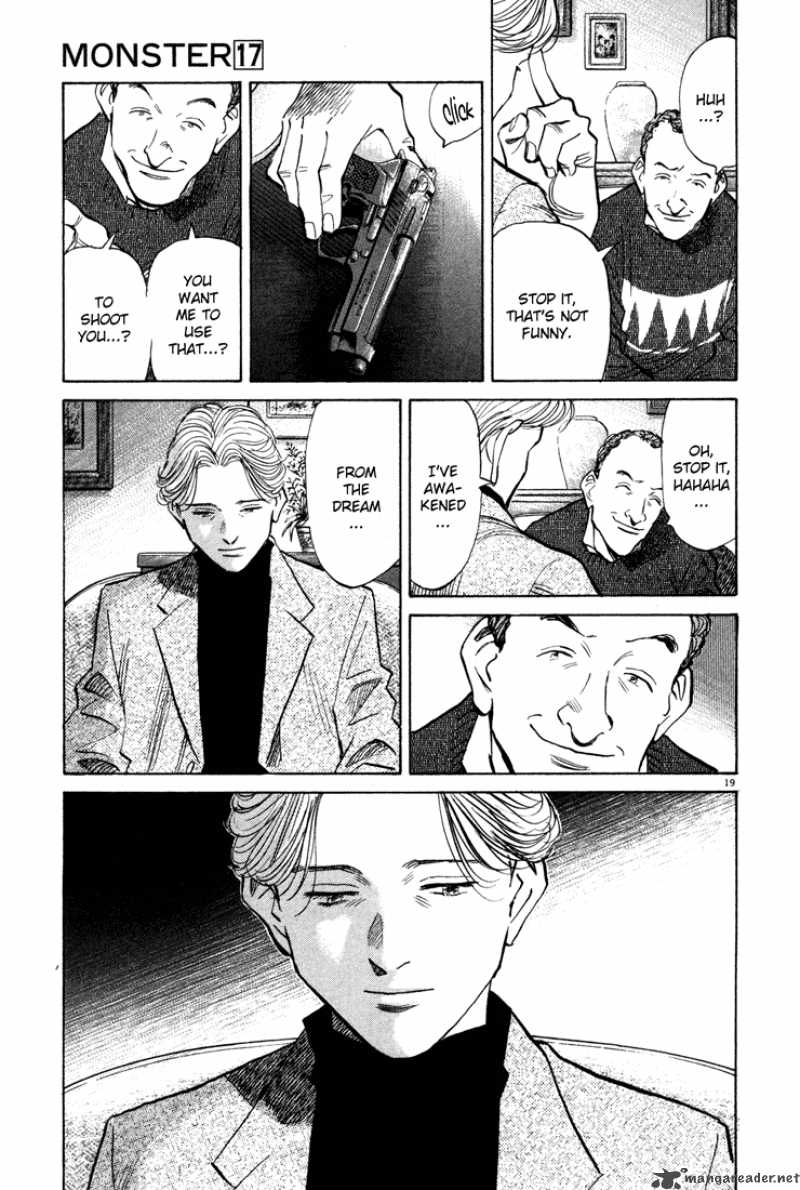 MONSTER 17
HUH
...?
STOP IT,
THAT'S NOT
FUNNY.
click
YOU
WANT
ME TO
USE
THAT...?
TO
SHOOT
YOU...?
OH,
STOP IT,
HAHAHA
...
I'VE
AWA-
KENED
...
FROM
THE
DREAM
...
19
mangareader.net